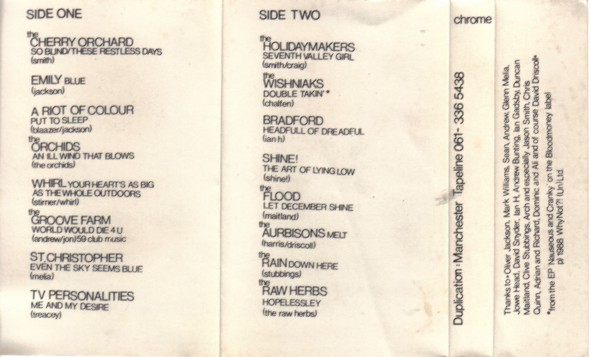 SIDE ONE
the
CHERRY ORCHARD
SO BLIND/THESE RESTLESS DAYS
(smith)
EMILY BLUE
(jackson)
A RIOT OF COLOUR
PUT TO SLEEP
(blaazer/jackson)
the
ORCHIDS
AN ILL WIND THAT BLOWS
(the orchids)
WHIRL YOUR HEART'S AS BIG
AS THE WHOLE OUTDOORS
(stirner/whirl)
the
GROOVE FARM
WORLD WOULD DIE 4 U
(andrew/jon)/59 club music
ST. CHRISTOPHER
EVEN THE SKY SEEMS BLUE
(melia)
TV PERSONALITIES
ME AND MY DESIRE
(treacey)
SIDE TWO
the
HOLIDAYMAKERS
SEVENTH VALLEY GIRL
(smith/craig)
the
WISHNIAKS
DOUBLE TAKIN'*
(chalfen)
BRADFORD
HEADFULL OF DREADFUL
(ian h)
SHINE!
THE ART OF LYING LOW
(shine!)
the
FLOOD
LET DECEMBER SHINE
(maitland)
the
AURBISONS MELT
(harris/driscoll)
the
RAIN DOWN HERE
(stubbings)
the
RAW HERBS
HOPELESSLEY
(the raw herbs)
chrome
Duplication: Manchester Tapeline 061- 336 5438
Thanks to • Oliver Jackson, Mark Williams, Sean, Andrew, Glenn Melia,
Jowe Head, David Snyder, Ian H, Andrew Bunting, Ian Gadsby, Duncan
Maitland, Clive Stubbings, Arch and especially Jason Smith, Chris
Quinn, Adrian and Richard, Dominic and Ali and of course David Driscoll*
*from the EP 'Nauseous and Cranky' on the Bloodmoney label
p) 1988 Why Not?! (Jn) Ltd.